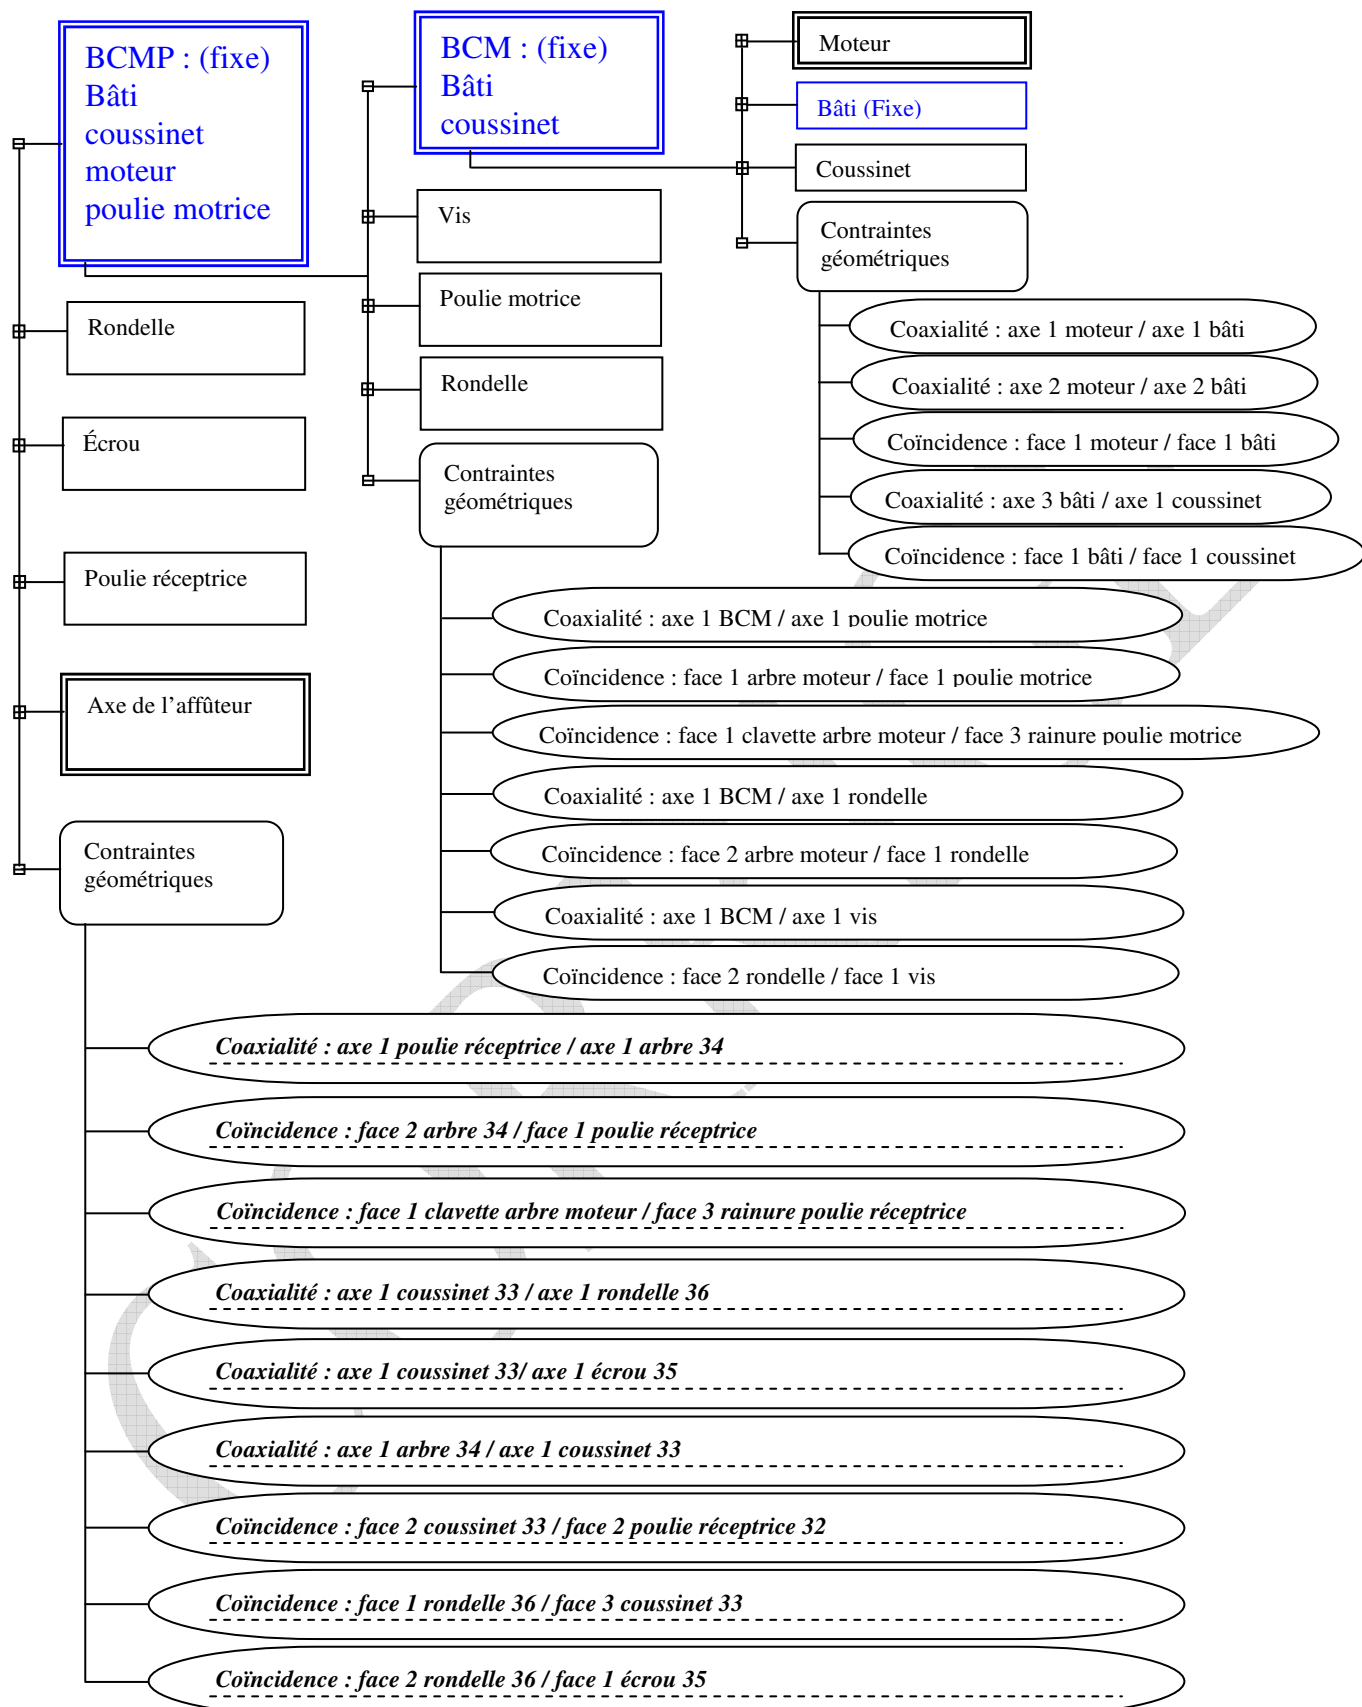 BCMP : (fixe)
Bâti
coussinet
moteur
poulie motrice
Rondelle
Écrou
Poulie réceptrice
Axe de l'affûteur
Contraintes
géométriques
BCM : (fixe)
Bâti
coussinet
Vis
Poulie motrice
Rondelle
Contraintes
géométriques
Moteur
Bâti (Fixe)
Coussinet
Contraintes
géométriques
Coaxialité : axe 1 moteur / axe 1 bâti
Coaxialité : axe 2 moteur / axe 2 bâti
Coïncidence : face 1 moteur / face 1 bâti
Coaxialité : axe 3 bâti / axe 1 coussinet
Coïncidence : face 1 bâti / face 1 coussinet
Coaxialité : axe 1 BCM / axe 1 poulie motrice
Coïncidence : face 1 arbre moteur / face 1 poulie motrice
Coïncidence : face 1 clavette arbre moteur / face 3 rainure poulie motrice
Coaxialité : axe 1 BCM / axe 1 rondelle
Coïncidence : face 2 arbre moteur / face 1 rondelle
Coaxialité : axe 1 BCM / axe 1 vis
Coïncidence : face 2 rondelle / face 1 vis
Coaxialité : axe 1 poulie réceptrice / axe 1 arbre 34
Coïncidence : face 2 arbre 34 / face 1 poulie réceptrice
Coïncidence : face 1 clavette arbre moteur / face 3 rainure poulie réceptrice
Coaxialité : axe 1 coussinet 33 / axe 1 rondelle 36
Coaxialité : axe 1 coussinet 33/ axe 1 écrou 35
Coaxialité : axe 1 arbre 34 / axe 1 coussinet 33
Coïncidence : face 2 coussinet 33 / face 2 poulie réceptrice 32
Coïncidence : face 1 rondelle 36 / face 3 coussinet 33
Coïncidence : face 2 rondelle 36 / face 1 écrou 35